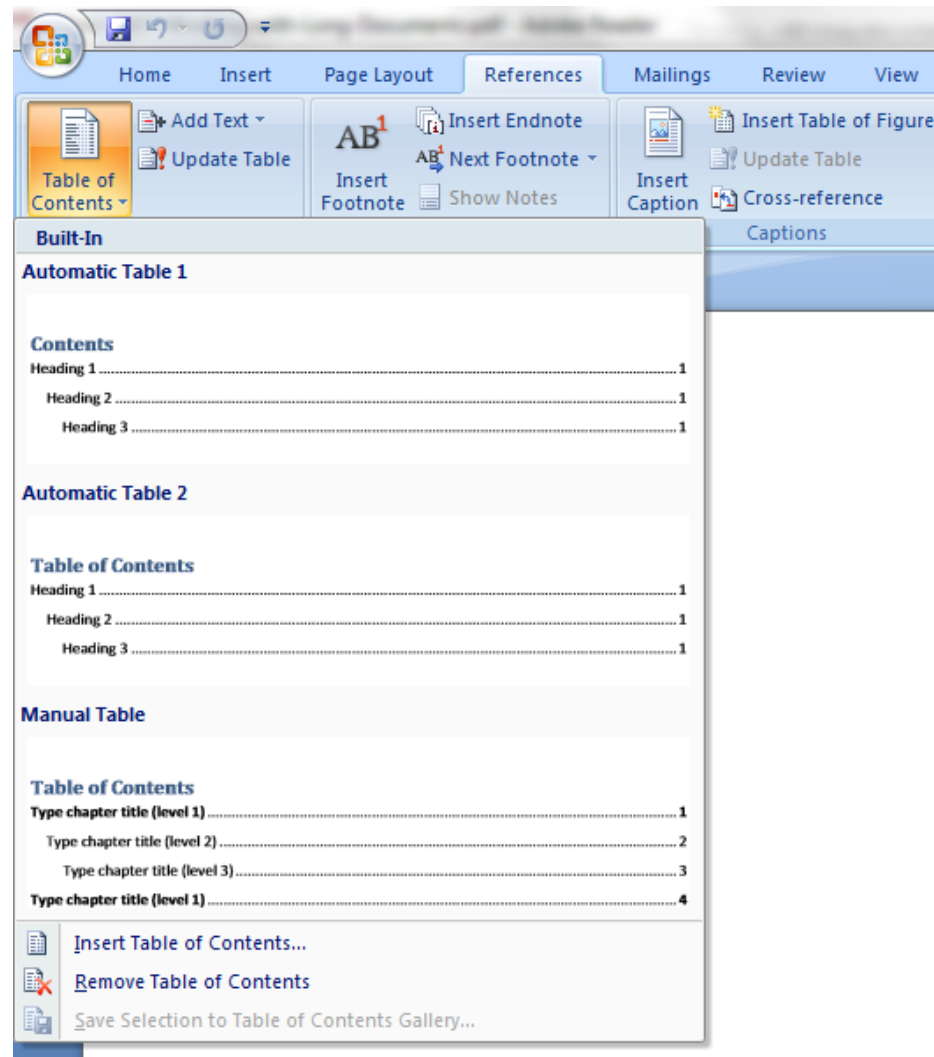 Home Insert Page Layout References Mailings Review View
Table of Contents
Add Text
Update Table
AB1
Insert Footnote
Insert Endnote
AB1 Next Footnote
Show Notes
Insert Caption
Insert Table of Figure
Update Table
Cross-reference
Captions
Built-In
Automatic Table 1
Contents
Heading 1 ... 1
Heading 2 ... 1
Heading 3 ... 1
Automatic Table 2
Table of Contents
Heading 1 ... 1
Heading 2 ... 1
Heading 3 ... 1
Manual Table
Table of Contents
Type chapter title (level 1) ... 1
Type chapter title (level 2) ... 2
Type chapter title (level 3) ... 3
Type chapter title (level 1) ... 4
Insert Table of Contents...
Remove Table of Contents
Save Selection to Table of Contents Gallery...